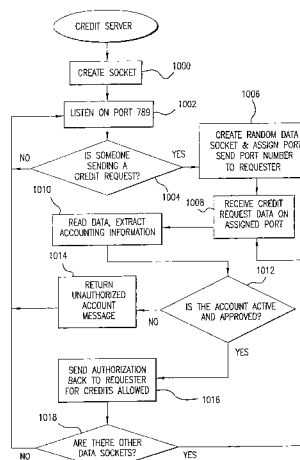 CREDIT SERVER
CREATE SOCKET
1000
LISTEN ON PORT 789
1002
IS SOMEONE
SENDING A
CREDIT REQUEST?
NO
YES
1004
1006
CREATE RANDOM DATA
SOCKET & ASSIGN PORT
SEND PORT NUMBER
TO REQUESTER
1008
RECEIVE CREDIT
REQUEST DATA ON
ASSIGNED PORT
1010
READ DATA, EXTRACT
ACCOUNTING INFORMATION
1012
IS THE ACCOUNT ACTIVE
AND APPROVED?
NO
YES
1014
RETURN
UNAUTHORIZED
ACCOUNT
MESSAGE
SEND AUTHORIZATION
BACK TO REQUESTER
FOR CREDITS ALLOWED
1016
1018
ARE THERE OTHER
DATA SOCKETS?
NO
YES